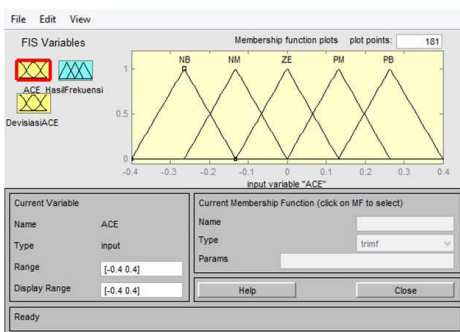 File Edit View
FIS Variables
Membership function plots plot points: 181
ACE HasilFrekuensi
DevisiasiACE
NB NM ZE PM PB
1
0.5
0
-0.4 -0.3 -0.2 -0.1 0 0.1 0.2 0.3 0.4
input variable "ACE"
Current Variable
Name ACE
Type input
Range [-0.4 0.4]
Display Range [-0.4 0.4]
Current Membership Function (click on MF to select)
Name
Type trimf
Params
Help Close
Ready